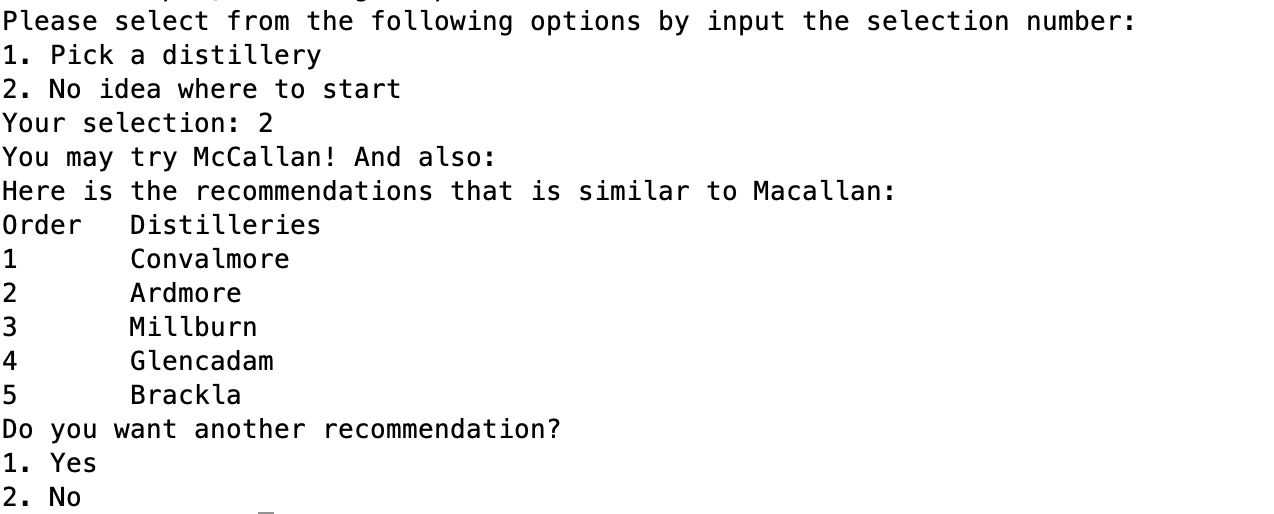 Please select from the following options by input the selection number:
1. Pick a distillery
2. No idea where to start
Your selection: 2
You may try McCallan! And also:
Here is the recommendations that is similar to Macallan:
Order   Distilleries
1       Convalmore
2       Ardmore
3       Millburn
4       Glencadam
5       Brackla
Do you want another recommendation?
1. Yes
2. No